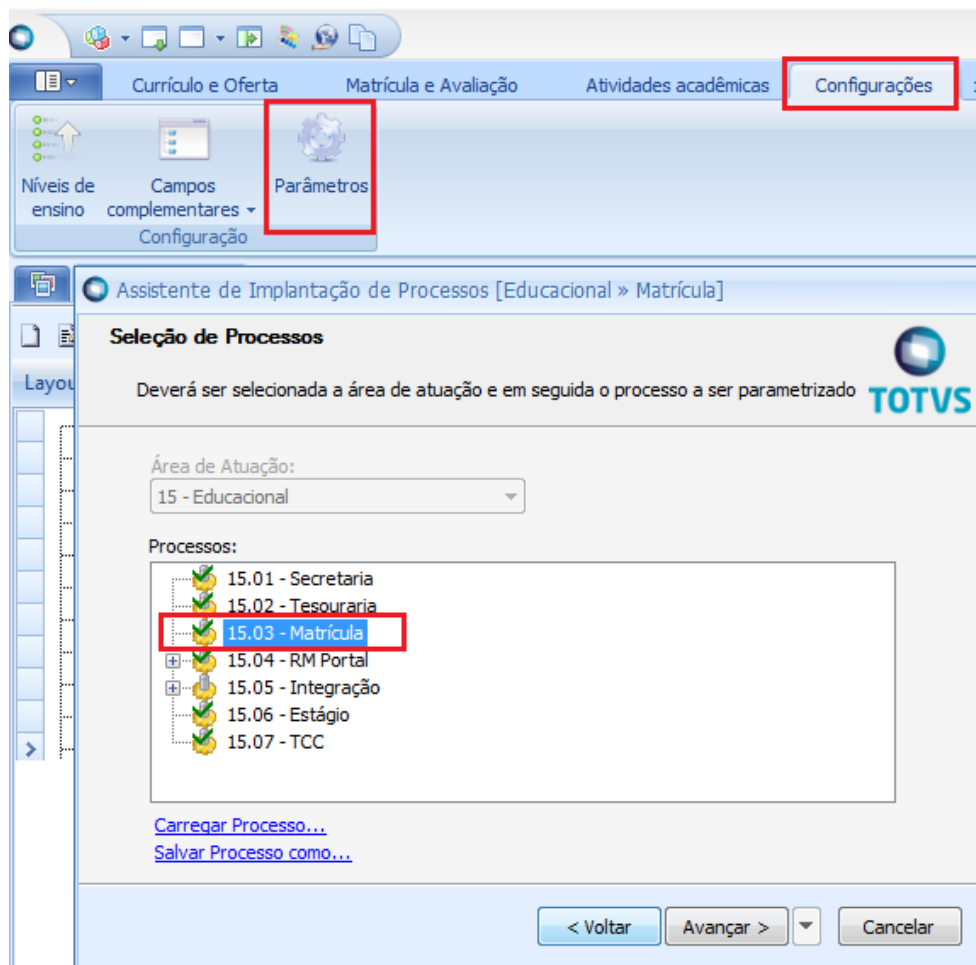 Currículo e Oferta
Matrícula e Avaliação
Atividades acadêmicas
Configurações
Níveis de
ensino
Campos
complementares
Parâmetros
Configuração
Assistente de Implantação de Processos [Educacional » Matrícula]
Seleção de Processos
Deverá ser selecionada a área de atuação e em seguida o processo a ser parametrizado
TOTVS
Layou
Área de Atuação:
15 - Educacional
Processos:
15.01 - Secretaria
15.02 - Tesouraria
15.03 - Matrícula
15.04 - RM Portal
15.05 - Integração
15.06 - Estágio
15.07 - TCC
Carregar Processo...
Salvar Processo como...
< Voltar
Avançar >
Cancelar